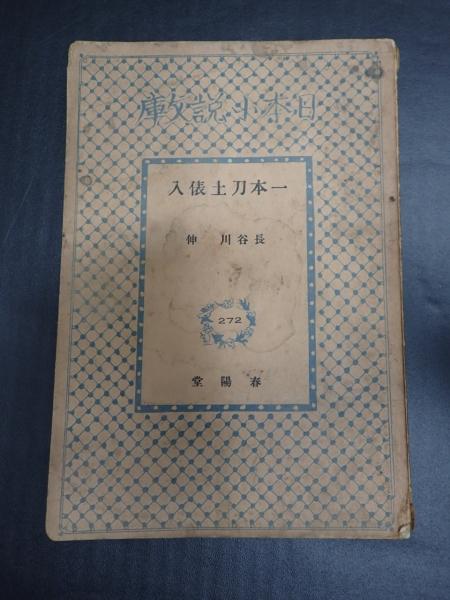 庫文説小本日
入俵土刀本一
伸 川谷長
272
堂 陽 春